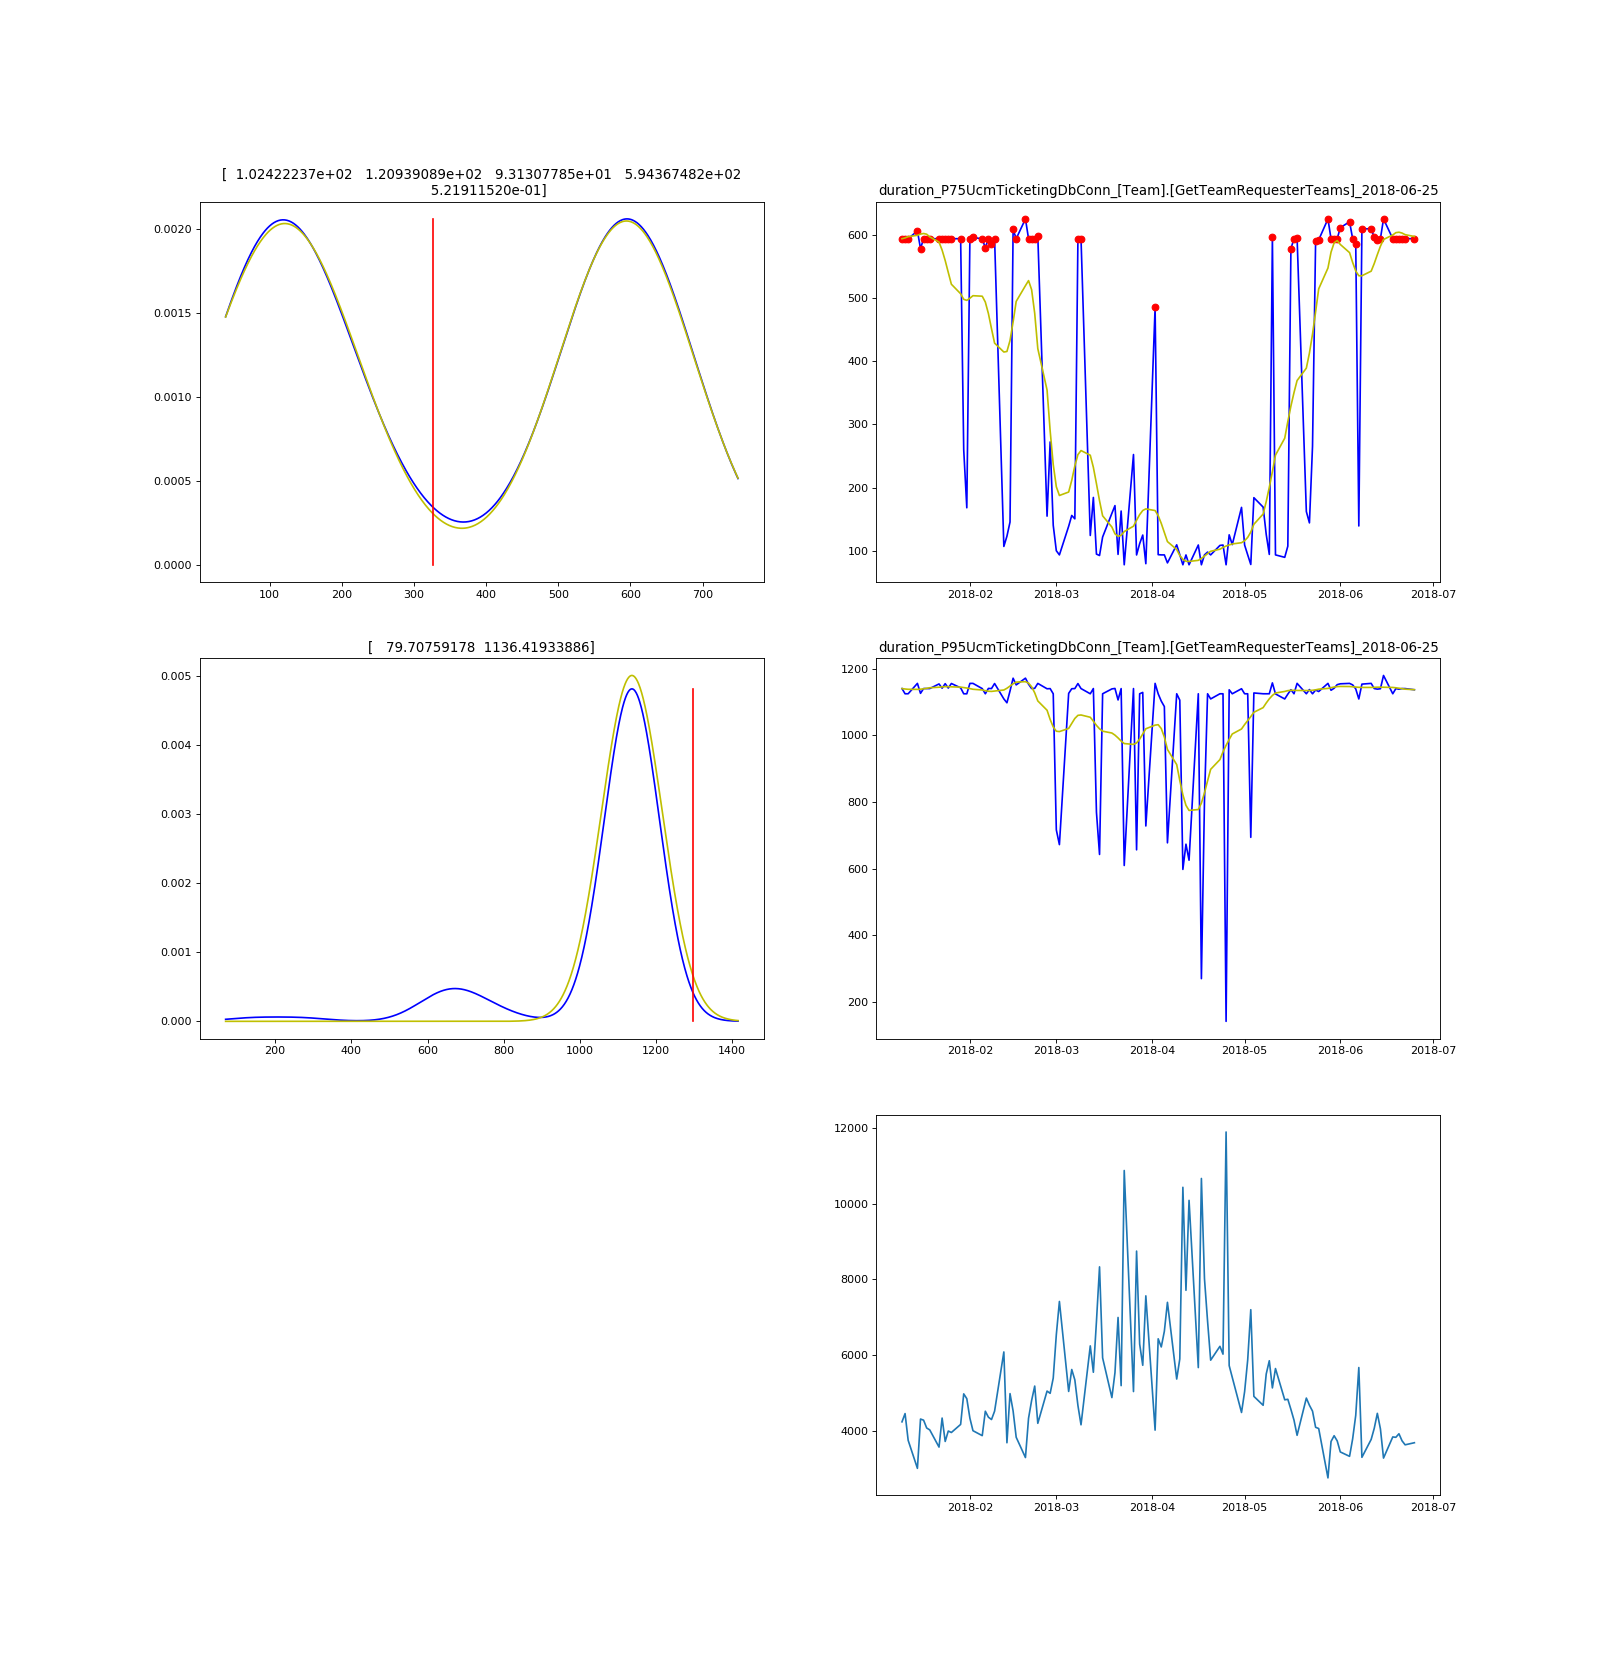 [  1.02422237e+02   1.20939089e+02   9.31307785e+01   5.94367482e+02
5.21911520e-01]
0.0020
0.0015
0.0010
0.0005
0.0000
100 200 300 400 500 600 700
duration_P75UcmTicketingDbConn_[Team].[GetTeamRequesterTeams]_2018-06-25
600
500
400
300
200
100
2018-02 2018-03 2018-04 2018-05 2018-06 2018-07
[   79.70759178  1136.41933886]
0.005
0.004
0.003
0.002
0.001
0.000
200 400 600 800 1000 1200 1400
duration_P95UcmTicketingDbConn_[Team].[GetTeamRequesterTeams]_2018-06-25
1200
1000
800
600
400
200
2018-02 2018-03 2018-04 2018-05 2018-06 2018-07
12000
10000
8000
6000
4000
2018-02 2018-03 2018-04 2018-05 2018-06 2018-07